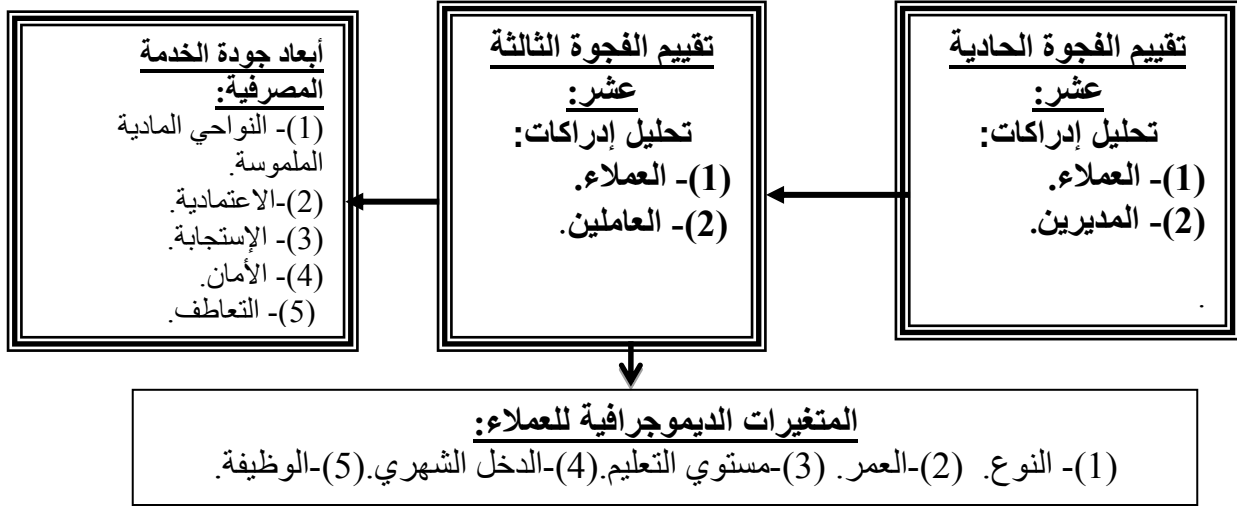 تقييم الفجوة الحادية
عشر:
تحليل إدراكات:
(1)- العملاء.
(2)- المديرين.
.
تقييم الفجوة الثالثة
عشر:
تحليل إدراكات:
(1)- العملاء.
(2)- العاملين.
أبعاد جودة الخدمة
المصرفية:
(1)- النواحي المادية
الملموسة.
(2)-الاعتمادية.
(3)- الإستجابة.
(4)- الأمان.
(5)- التعاطف.
المتغيرات الديموجرافية للعملاء:
(1)- النوع. (2)-العمر. (3)-مستوي التعليم.(4)-الدخل الشهري.(5)-الوظيفة.